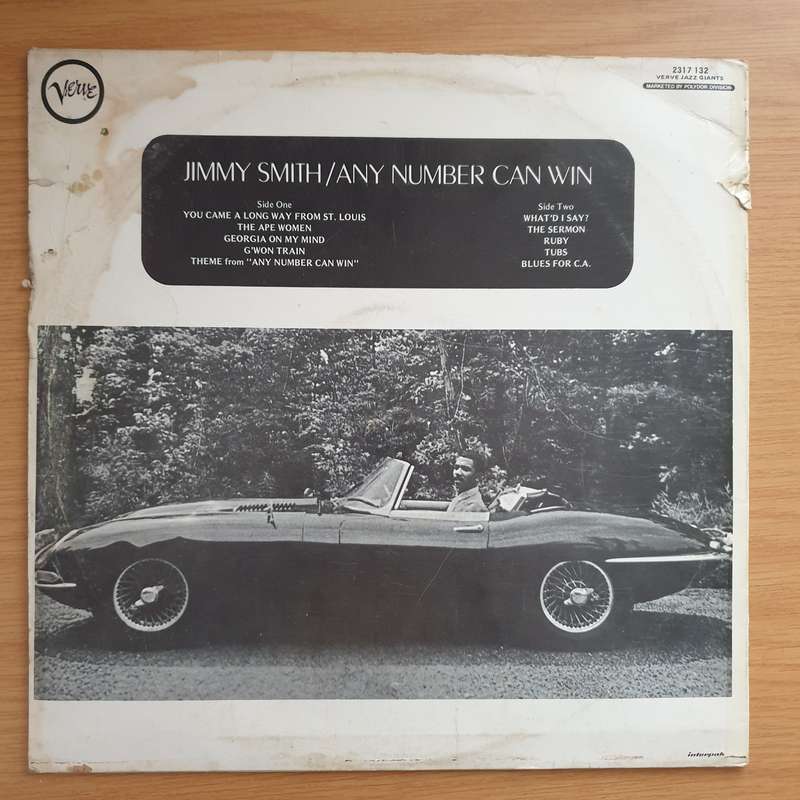 Verve
2317 132
VERVE JAZZ GIANTS
MARKETED BY POLYDOR DIVISION
JIMMY SMITH/ANY NUMBER CAN WIN
Side One
YOU CAME A LONG WAY FROM ST. LOUIS
THE APE WOMEN
GEORGIA ON MY MIND
G'WON TRAIN
THEME from "ANY NUMBER CAN WIN"
Side Two
WHAT'D I SAY?
THE SERMON
RUBY
TUBS
BLUES FOR C.A.
interpak